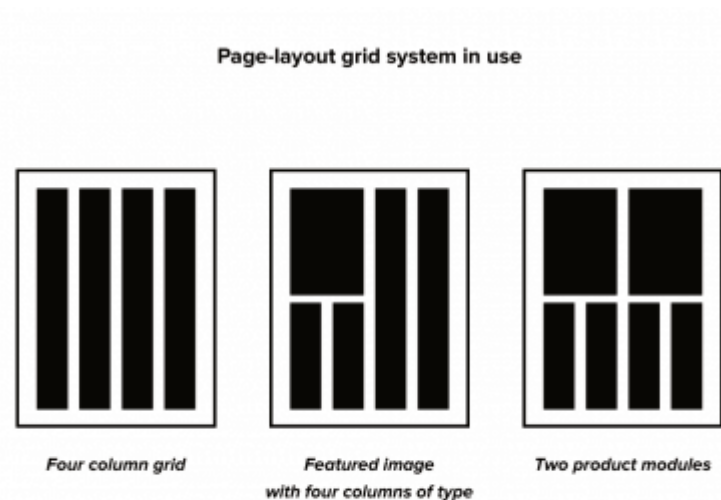 Page-layout grid system in use
Four column grid
Featured image
with four columns of type
Two product modules